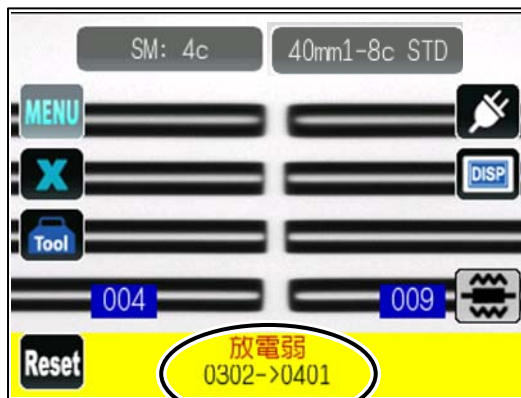 SM: 4c
40mm1-8c STD
MENU
X
DISP
Tool
004
009
Reset
放電弱
0302->0401